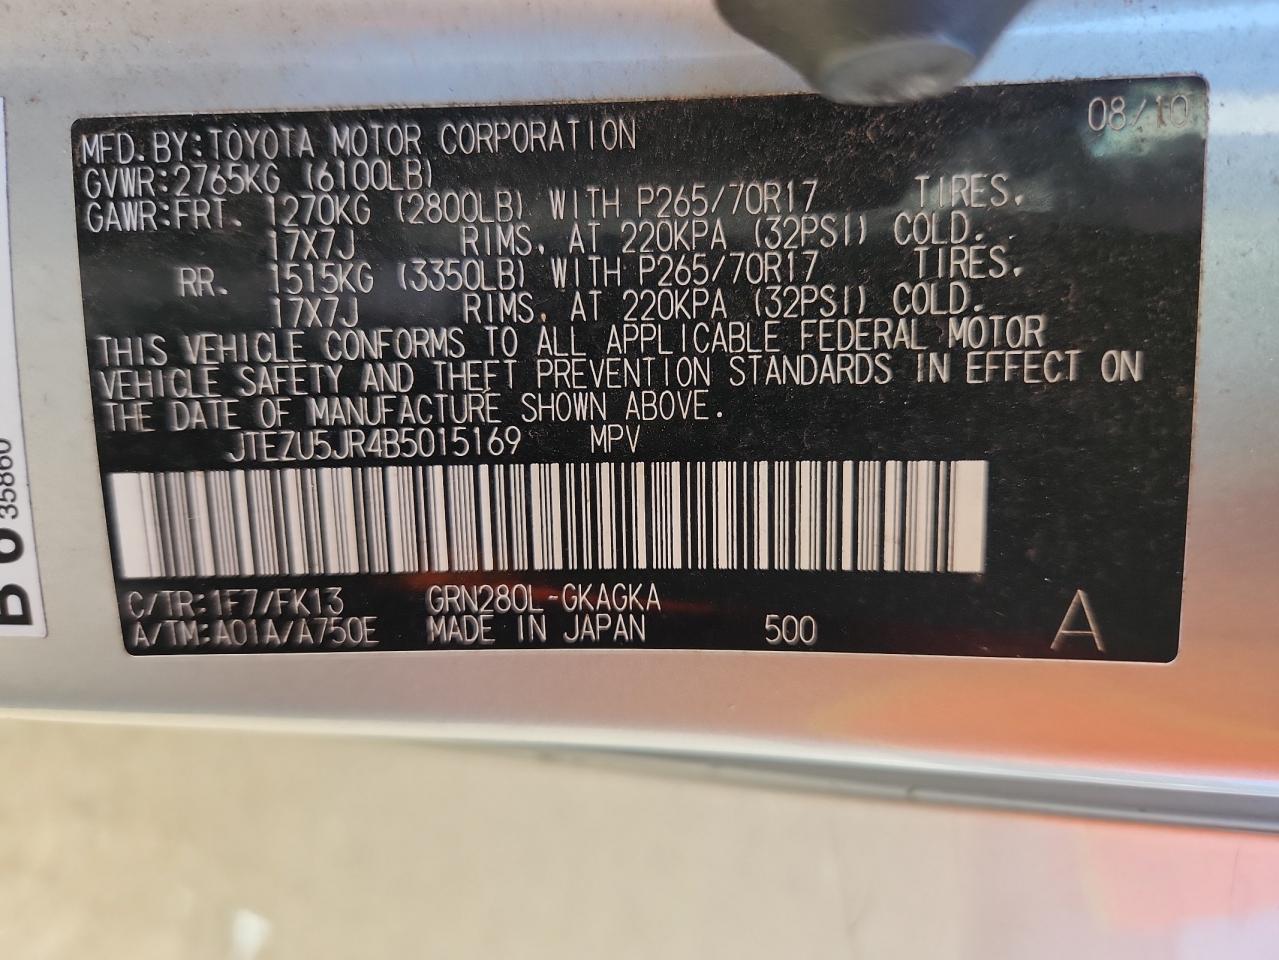 08/10
MFD. BY: TOYOTA MOTOR CORPORATION
GVWR: 2765KG (6100LB)
GAWR: FRT. 1270KG (2800LB) WITH P265/70R17 TIRES,
17X7J RIMS, AT 220KPA (32PSI) COLD.
RR. 1515KG (3350LB) WITH P265/70R17 TIRES,
17X7J RIMS, AT 220KPA (32PSI) COLD.
THIS VEHICLE CONFORMS TO ALL APPLICABLE FEDERAL MOTOR
VEHICLE SAFETY AND THEFT PREVENTION STANDARDS IN EFFECT ON
THE DATE OF MANUFACTURE SHOWN ABOVE.
JTEZU5JR4B5015169 MPV
C/TR: 1F7/FK13 GRN280L-GKAGKA
A/TM: A01A/A750E MADE IN JAPAN 500 A
35860